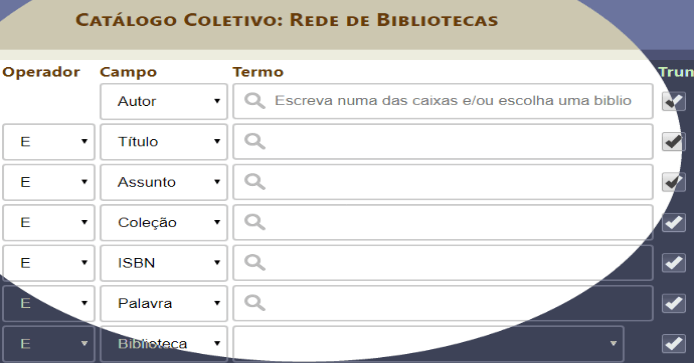 Catálogo Coletivo: Rede de Bibliotecas
Operador Campo Termo Trun
Autor Escreva numa das caixas e/ou escolha uma biblio
E Título
E Assunto
E Coleção
E ISBN
E Palavra
E Biblioteca